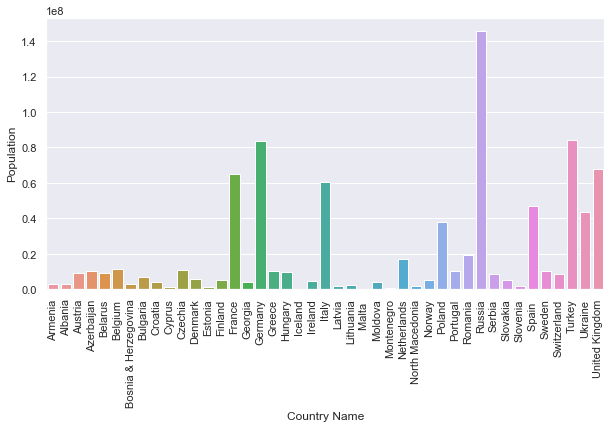 1e8
1.4
1.2
1.0
0.8
0.6
0.4
0.2
0.0
Population
Armenia
Albania
Austria
Azerbaijan
Belarus
Belgium
Bosnia & Herzegovina
Bulgaria
Croatia
Cyprus
Czechia
Denmark
Estonia
Finland
France
Georgia
Germany
Greece
Hungary
Iceland
Ireland
Italy
Latvia
Lithuania
Malta
Moldova
Montenegro
Netherlands
North Macedonia
Norway
Poland
Portugal
Romania
Russia
Serbia
Slovakia
Slovenia
Spain
Sweden
Switzerland
Turkey
Ukraine
United Kingdom
Country Name